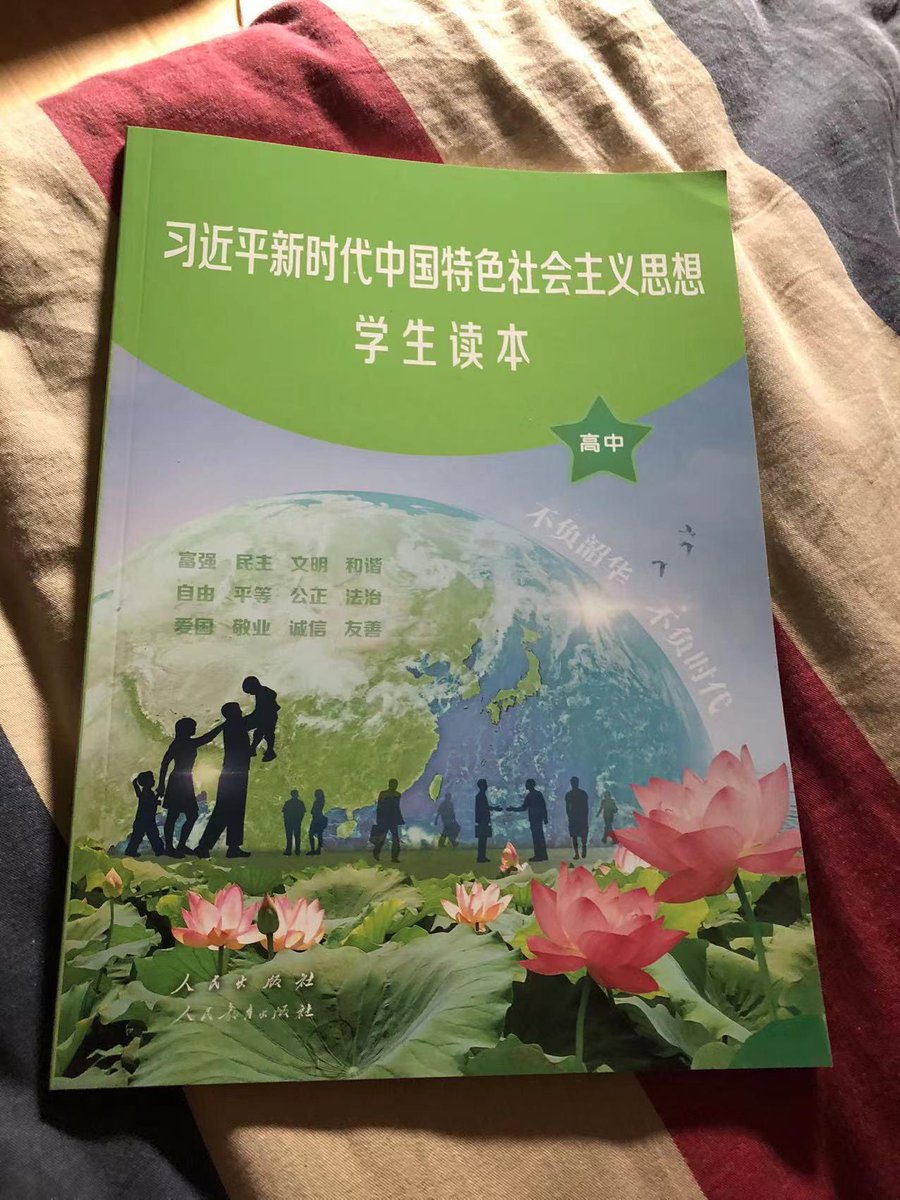 习近平新时代中国特色社会主义思想
学生读本
高中
不负韶华 不负时代
富强 民主 文明 和谐
自由 平等 公正 法治
爱国 敬业 诚信 友善
人民出版社
人民教育出版社